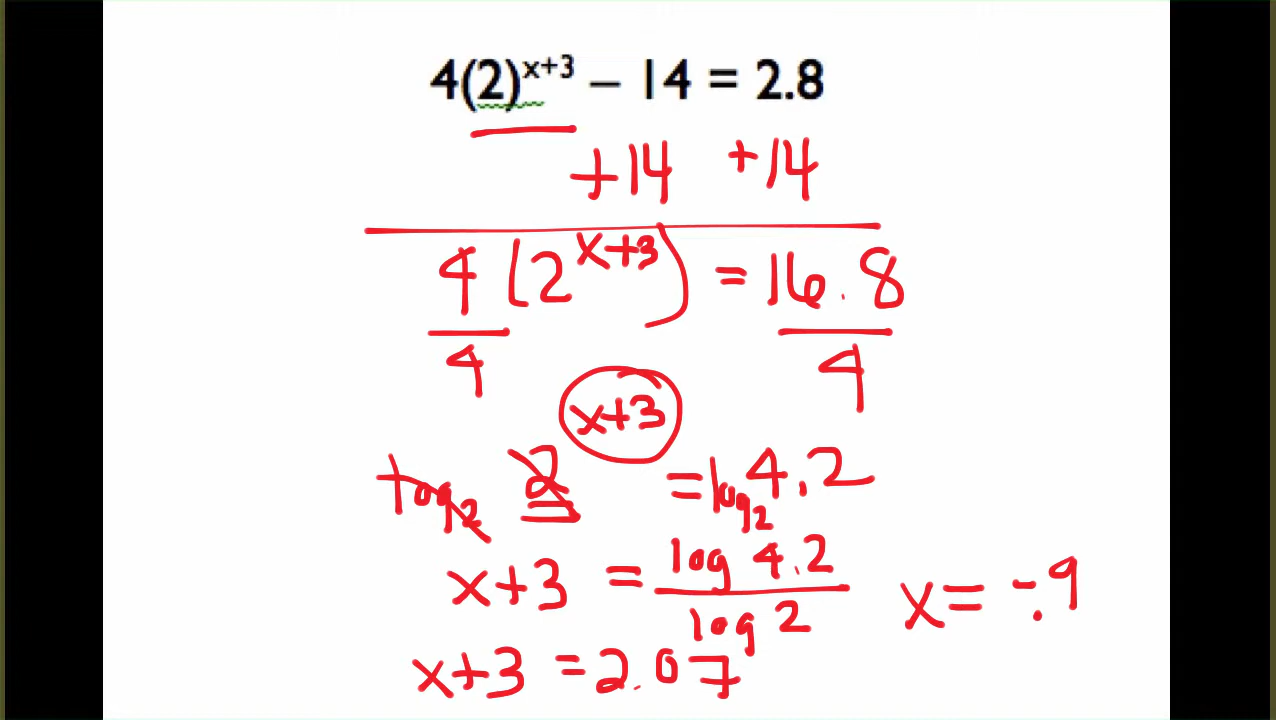 4(2)^(x+3) – 14 = 2.8
+14 +14
4(2^(x+3)) = 16.8
4 4
x+3
log₂ 2 = log₂ 4.2
x+3 = log 4.2 / log 2
x = -.9
x+3 = 2.07